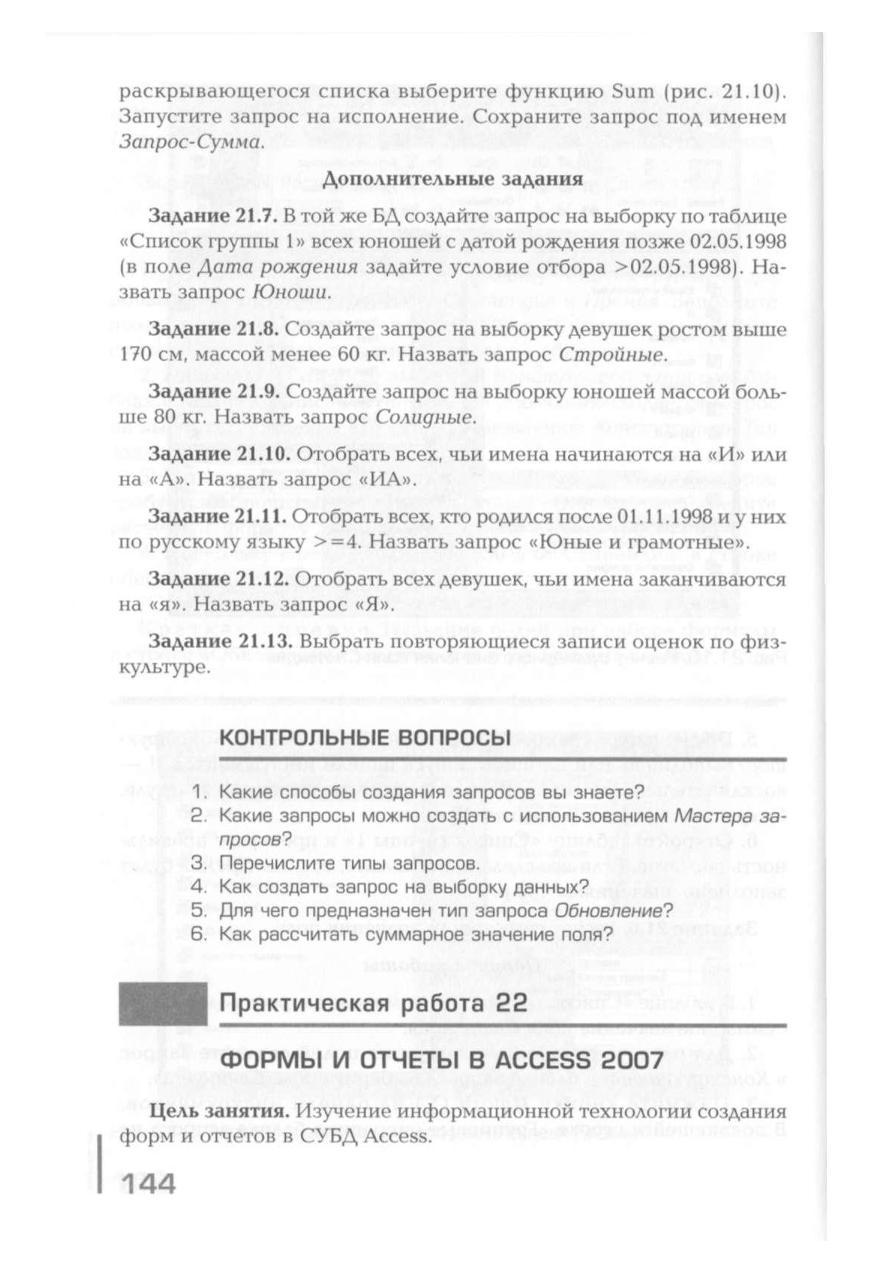 раскрывающегося списка выберите функцию Sum (рис. 21.10).
Запустите запрос на исполнение. Сохраните запрос под именем
Запрос-Сумма.
Дополнительные задания
Задание 21.7. В той же БД создайте запрос на выборку по таблице
«Список группы 1» всех юношей с датой рождения позже 02.05.1998
(в поле Дата рождения задайте условие отбора >02.05.1998). На-
звать запрос Юноши.
Задание 21.8. Создайте запрос на выборку девушек ростом выше
170 см, массой менее 60 кг. Назвать запрос Стройные.
Задание 21.9. Создайте запрос на выборку юношей массой боль-
ше 80 кг. Назвать запрос Солидные.
Задание 21.10. Отобрать всех, чьи имена начинаются на «И» или
на «А». Назвать запрос «ИА».
Задание 21.11. Отобрать всех, кто родился после 01.11.1998 и у них
по русскому языку >=4. Назвать запрос «Юные и грамотные».
Задание 21.12. Отобрать всех девушек, чьи имена заканчиваются
на «я». Назвать запрос «Я».
Задание 21.13. Выбрать повторяющиеся записи оценок по физ-
культуре.
КОНТРОЛЬНЫЕ ВОПРОСЫ
1. Какие способы создания запросов вы знаете?
2. Какие запросы можно создать с использованием Мастера за-
просов?
3. Перечислите типы запросов.
4. Как создать запрос на выборку данных?
5. Для чего предназначен тип запроса Обновление?
6. Как рассчитать суммарное значение поля?
Практическая работа 22
ФОРМЫ И ОТЧЕТЫ В ACCESS 2007
Цель занятия. Изучение информационной технологии создания
форм и отчетов в СУБД Access.
144